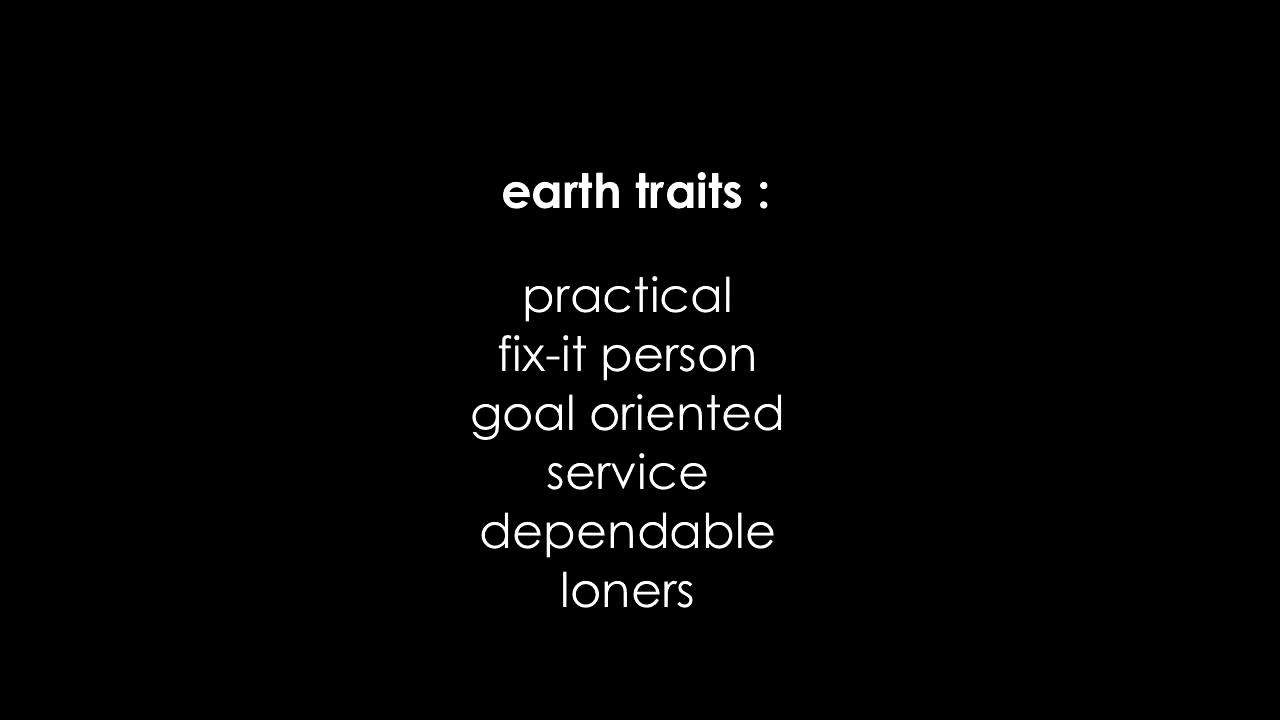 earth traits :
practical
fix-it person
goal oriented
service
dependable
loners